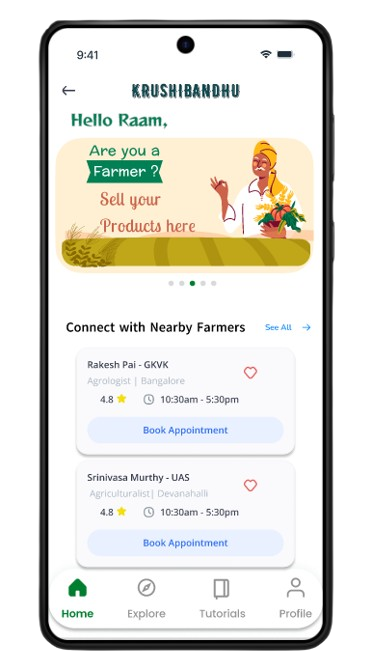 9:41
KRUSHIBANDHU
Hello Raam,
Are you a
Farmer ?
Sell your
Products here
Connect with Nearby Farmers See All
Rakesh Pai - GKVK
Agrologist | Bangalore
4.8 10:30am - 5:30pm
Book Appointment
Srinivasa Murthy - UAS
Agriculturalist| Devanahalli
4.8 10:30am - 5:30pm
Book Appointment
Home Explore Tutorials Profile